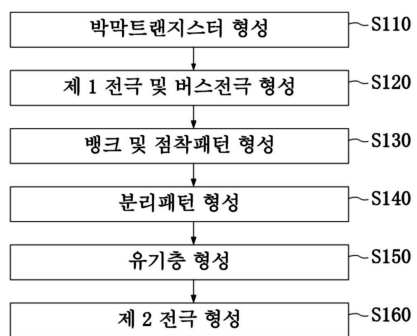 박막트랜지스터 형성 S110
제 1 전극 및 버스전극 형성 S120
뱅크 및 점착패턴 형성 S130
분리패턴 형성 S140
유기층 형성 S150
제 2 전극 형성 S160